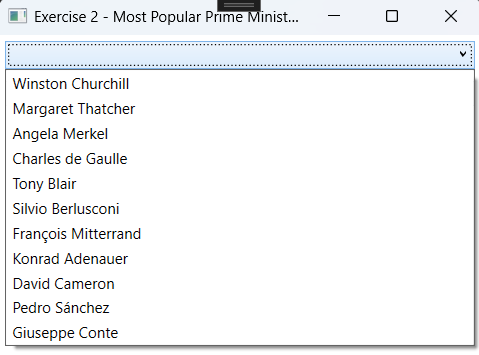 Exercise 2 - Most Popular Prime Minist...
Winston Churchill
Margaret Thatcher
Angela Merkel
Charles de Gaulle
Tony Blair
Silvio Berlusconi
François Mitterrand
Konrad Adenauer
David Cameron
Pedro Sánchez
Giuseppe Conte